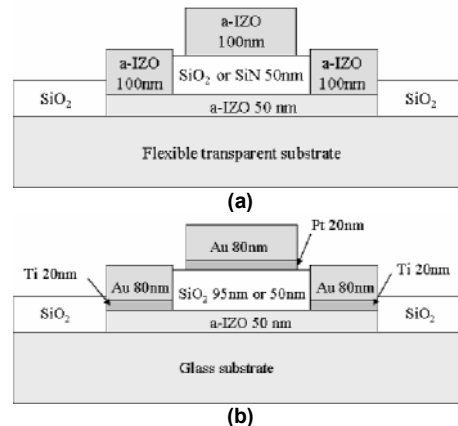 a-IZO
100nm
a-IZO
100nm
SiO₂ or SiN 50nm
a-IZO
100nm
SiO₂
a-IZO 50 nm
SiO₂
Flexible transparent substrate
(a)
Pt 20nm
Au 80nm
Ti 20nm
Ti 20nm
Au 80nm
SiO₂ 95nm or 50nm
Au 80nm
SiO₂
a-IZO 50 nm
SiO₂
Glass substrate
(b)